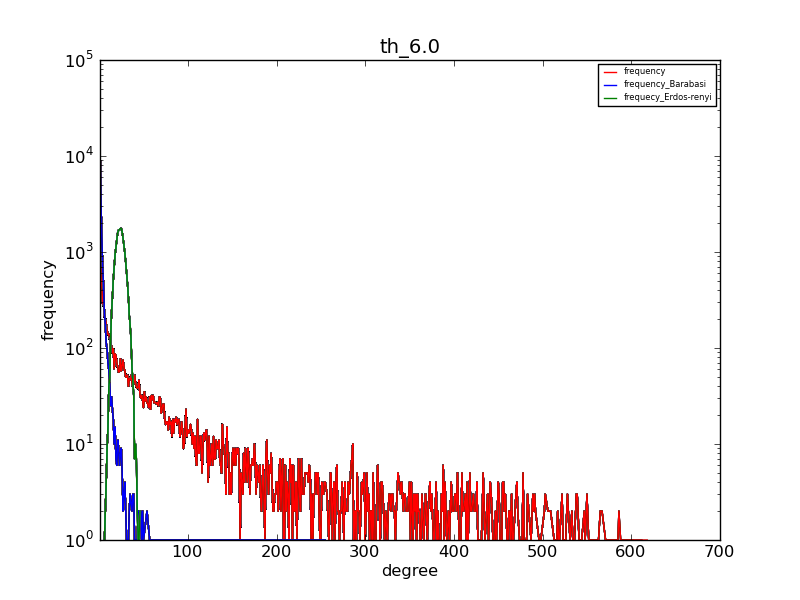 th_6.0
10^5
10^4
10^3
10^2
10^1
10^0
frequency
frequency
frequency_Barabasi
frequecy_Erdos-renyi
100
200
300
400
500
600
700
degree